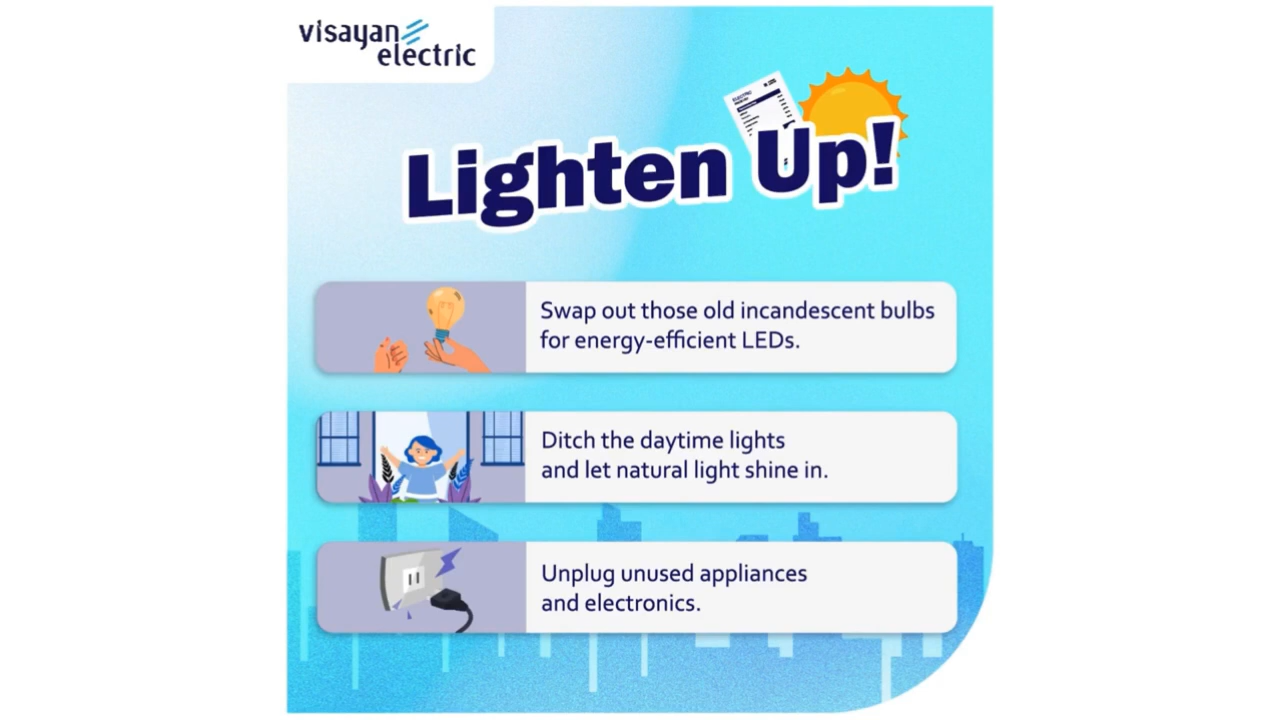 visayan
electric
Lighten Up!
Swap out those old incandescent bulbs
for energy-efficient LEDs.
Ditch the daytime lights
and let natural light shine in.
Unplug unused appliances
and electronics.